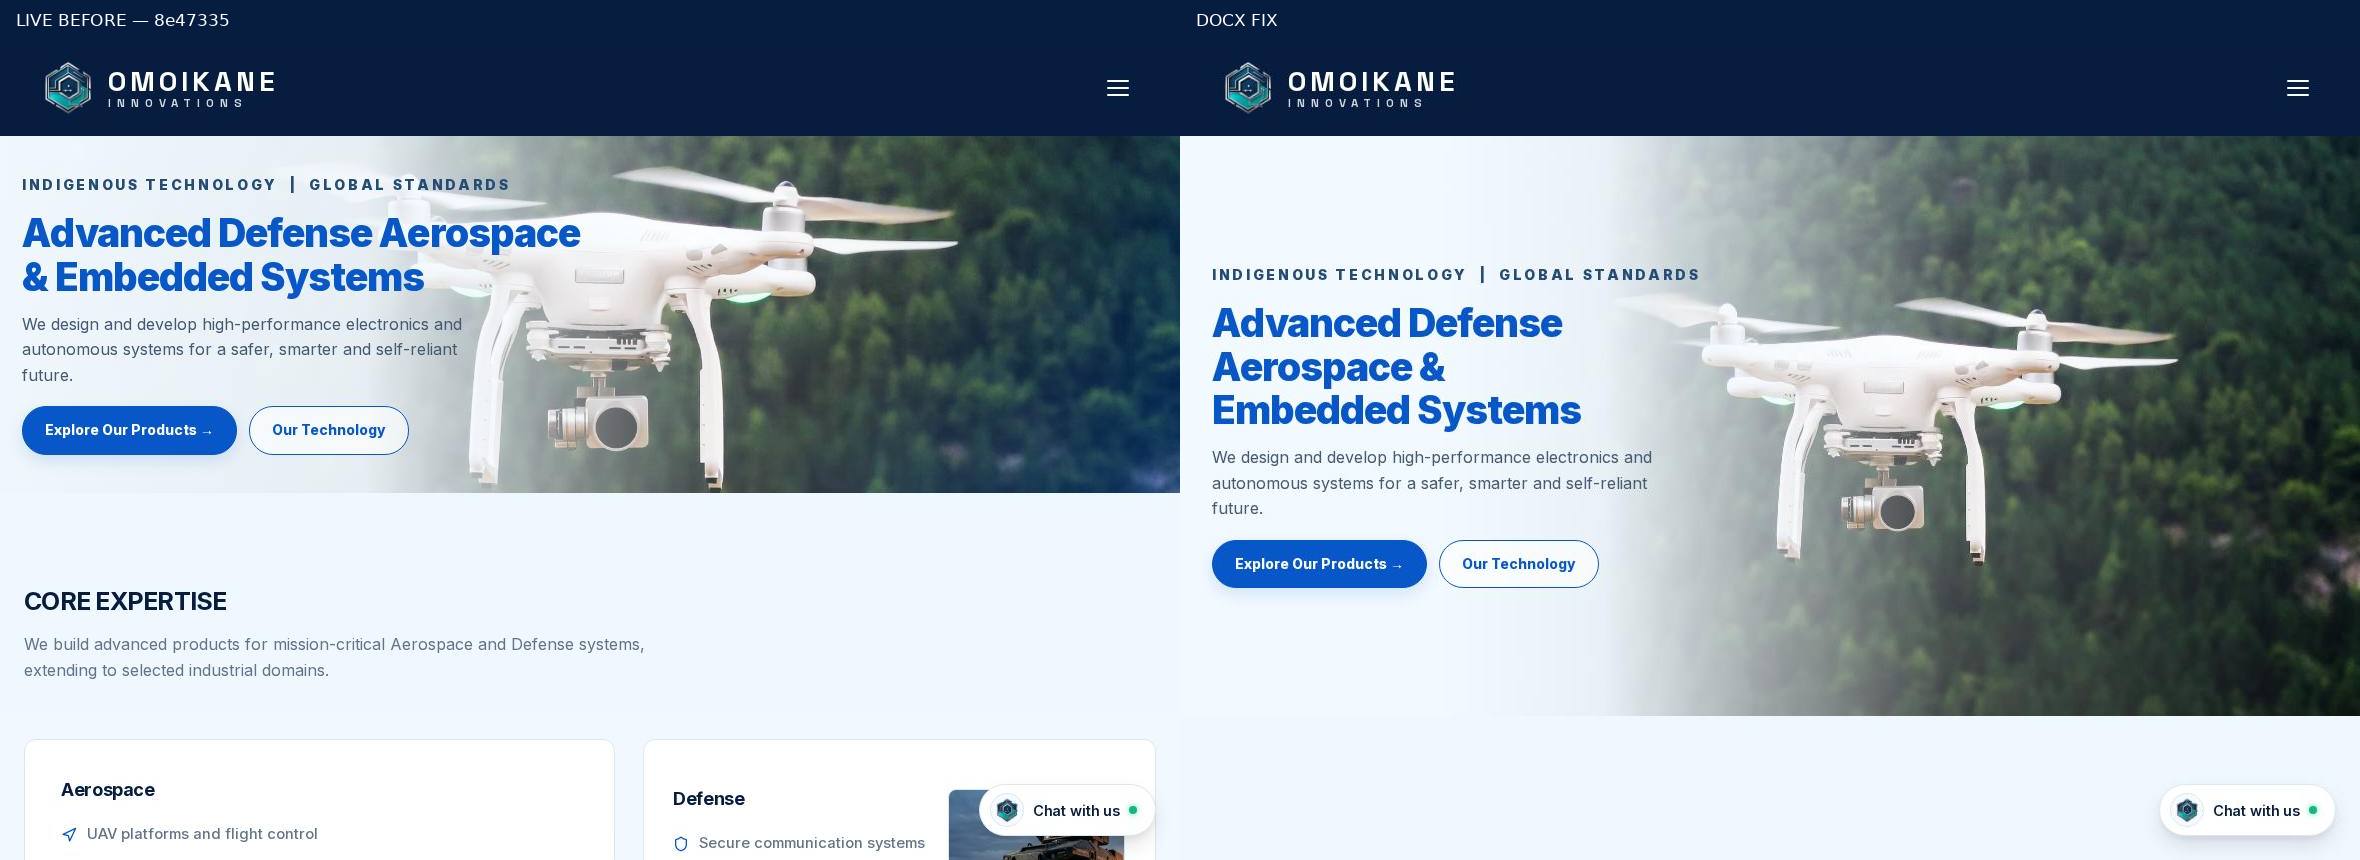 LIVE BEFORE — 8e47335
OMOIKANE
INNOVATIONS
INDIGENOUS TECHNOLOGY | GLOBAL STANDARDS
Advanced Defense Aerospace
& Embedded Systems
We design and develop high-performance electronics and
autonomous systems for a safer, smarter and self-reliant
future.
Explore Our Products →
Our Technology
CORE EXPERTISE
We build advanced products for mission-critical Aerospace and Defense systems,
extending to selected industrial domains.
Aerospace
UAV platforms and flight control
Defense
Secure communication systems
Chat with us
DOCX FIX
OMOIKANE
INNOVATIONS
INDIGENOUS TECHNOLOGY | GLOBAL STANDARDS
Advanced Defense
Aerospace &
Embedded Systems
We design and develop high-performance electronics and
autonomous systems for a safer, smarter and self-reliant
future.
Explore Our Products →
Our Technology
Chat with us